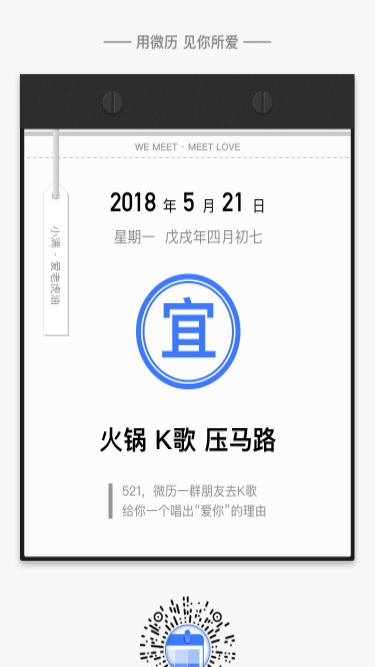 用微历 见你所爱
WE MEET · MEET LOVE
2018 年 5 月 21 日
星期一 戊戌年四月初七
小满 · 爱老虎油
宜
火锅 K歌 压马路
521，微历一群朋友去K歌
给你一个唱出“爱你”的理由